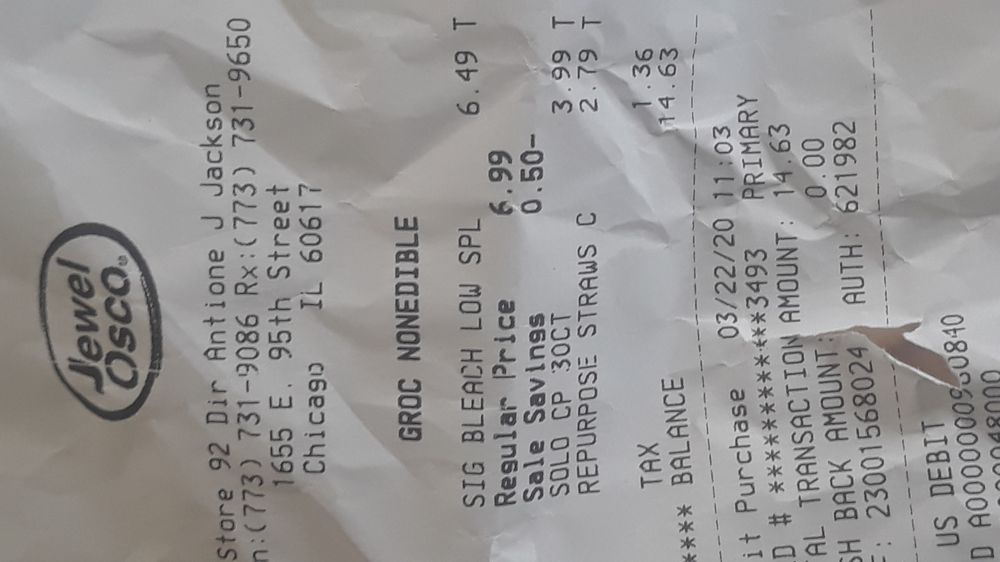 Jewel
Osco
Store 92 Dir Antione J Jackson
n:(773) 731-9086 Rx:(773) 731-9650
1655 E. 95th Street
Chicago IL 60617
GROC NONEDIBLE
SIG BLEACH LOW SPL 6.49 T
Regular Price 6.99
Sale Savings 0.50-
SOLO CP 30CT 3.99 T
REPURPOSE STRAWS C 2.79 T
TAX 1.36
**** BALANCE 14.63
it Purchase 03/22/20 11:03
D # ************3493 PRIMARY
AL TRANSACTION AMOUNT: 14.63
SH BACK AMOUNT: 0.00
F: 23001568024 AUTH: 621982
US DEBIT
D A0000000980840